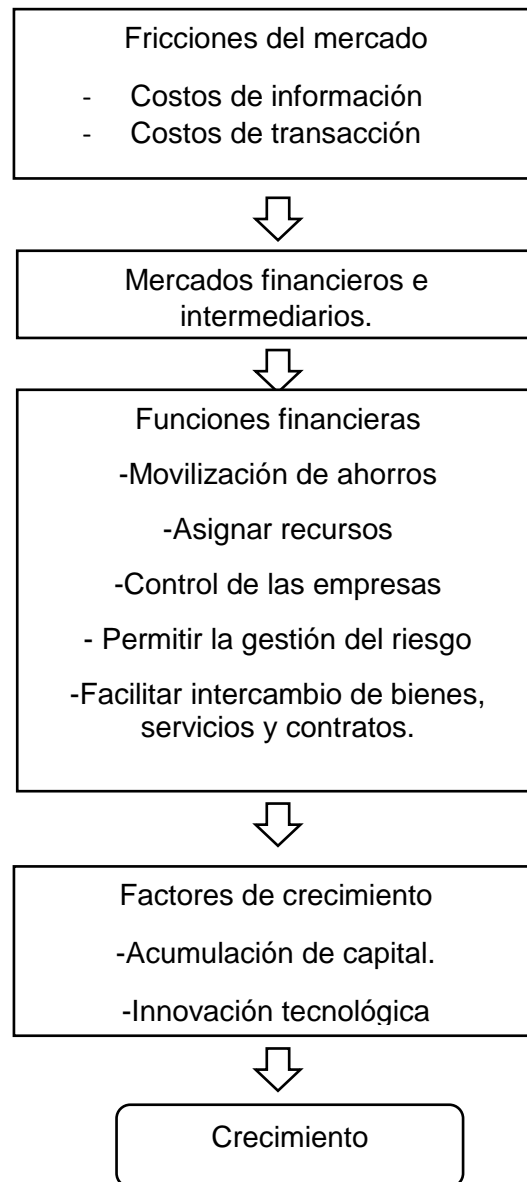 Fricciones del mercado
- Costos de información
- Costos de transacción
Mercados financieros e
intermediarios.
Funciones financieras
-Movilización de ahorros
-Asignar recursos
-Control de las empresas
- Permitir la gestión del riesgo
-Facilitar intercambio de bienes,
servicios y contratos.
Factores de crecimiento
-Acumulación de capital.
-Innovación tecnológica
Crecimiento